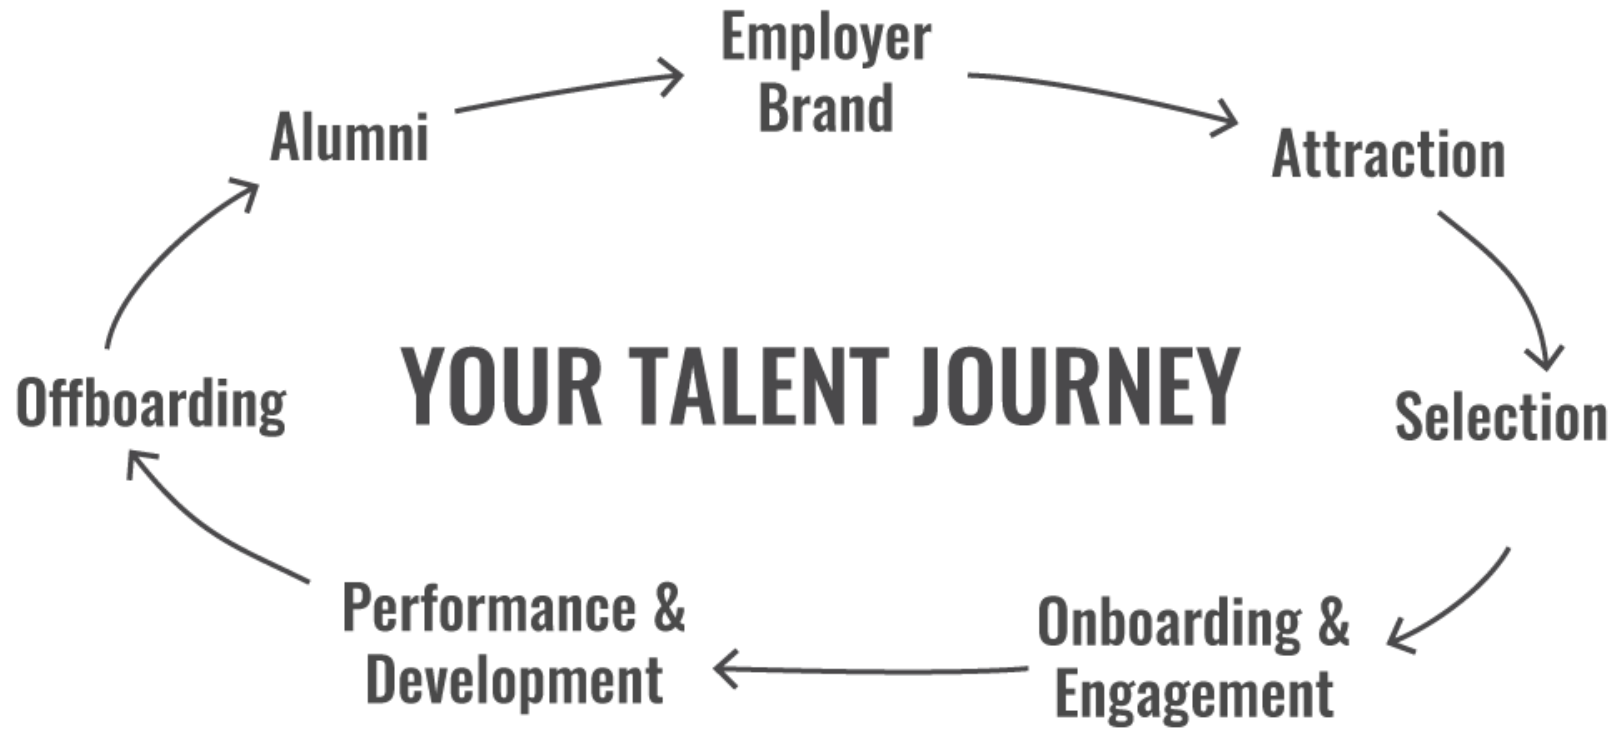 Employer
Brand
Attraction
Selection
Onboarding &
Engagement
Performance &
Development
Offboarding
Alumni
YOUR TALENT JOURNEY